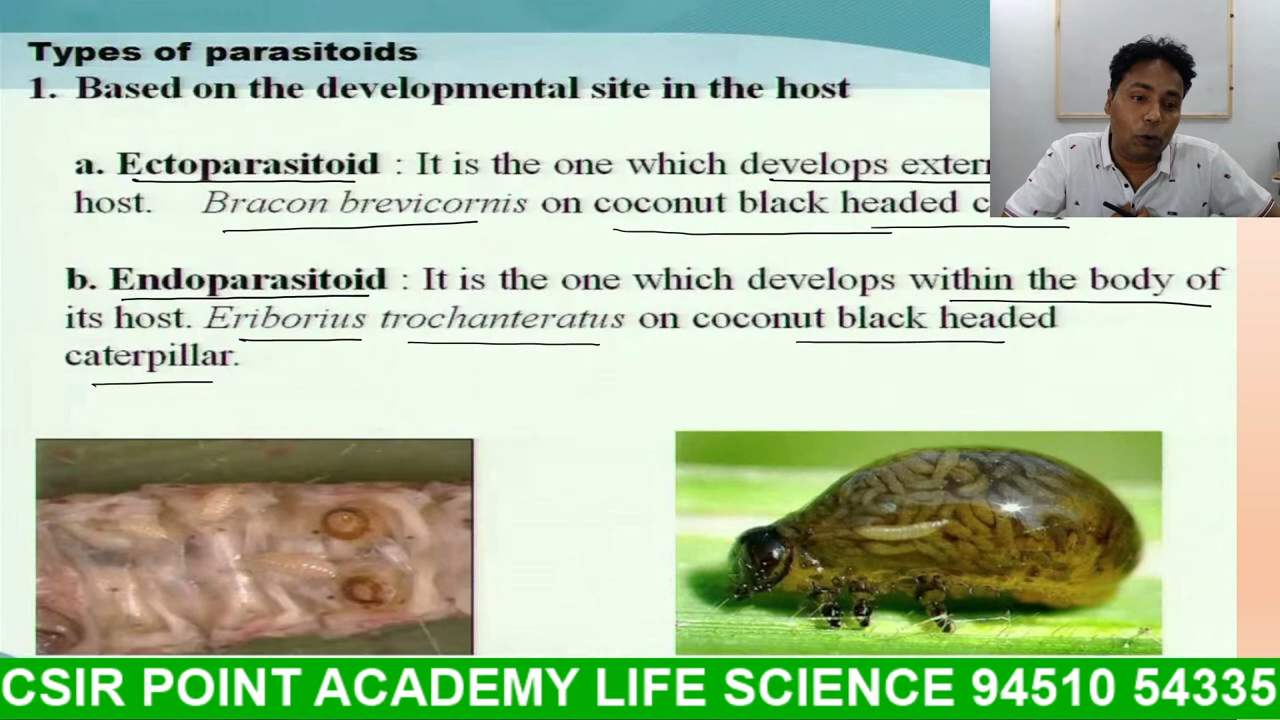 Types of parasitoids
1. Based on the developmental site in the host
a. Ectoparasitoid : It is the one which develops
host. Bracon brevicornis on coconut black headed
b. Endoparasitoid : It is the one which develops within the body of
its host. Eriborius trochanteratus on coconut black headed
caterpillar.
CSIR POINT ACADEMY LIFE SCIENCE 94510 54335